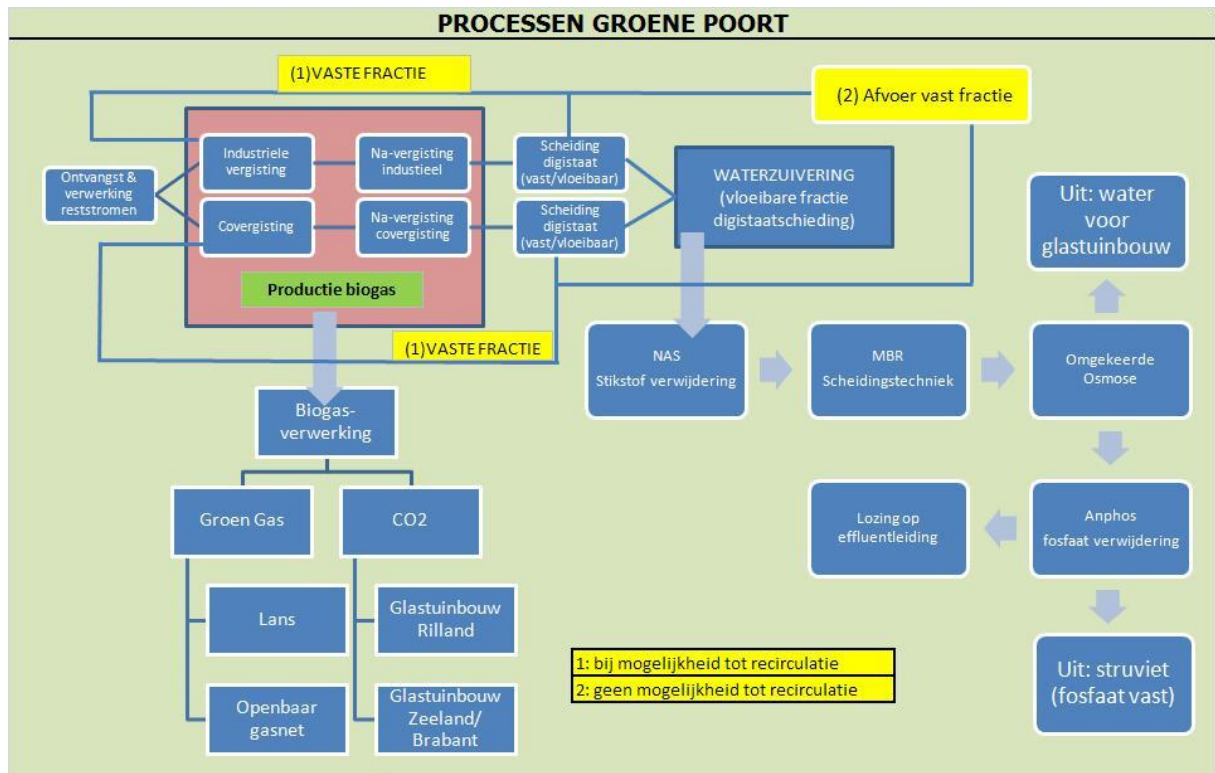 PROCESSEN GROENE POORT
(1)VASTE FRACTIE
(2) Afvoer vast fractie
Ontvangst &
verwerking
reststromen
Industriele
vergisting
Na-vergisting
industieel
Scheiding
digistaat
(vast/vloeibaar)
Covergisting
Na-vergisting
covergisting
Scheiding
digistaat
(vast/vloeibaar)
Productie biogas
WATERZUIVERING
(vloeibare fractie
digistaatschieding)
Uit: water
voor
glastuinbouw
(1)VASTE FRACTIE
NAS
Stikstof verwijdering
MBR
Scheidingstechniek
Omgekeerde
Osmose
Biogas-
verwerking
Groen Gas
CO2
Lozing op
effluentleiding
Anphos
fosfaat verwijdering
Lans
Glastuinbouw
Rilland
Openbaar
gasnet
Glastuinbouw
Zeeland/
Brabant
1: bij mogelijkheid tot recirculatie
2: geen mogelijkheid tot recirculatie
Uit: struviet
(fosfaat vast)